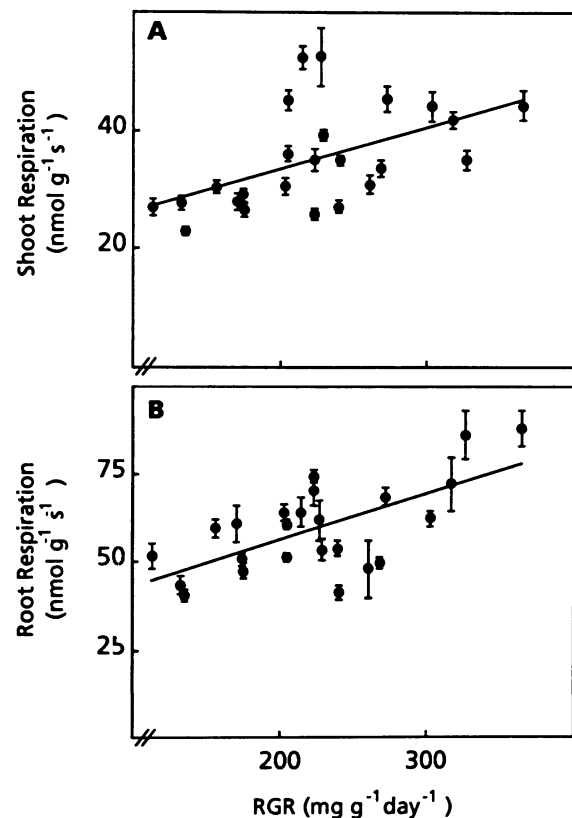 A
Shoot Respiration
(nmol g⁻¹ s⁻¹)
40
20
B
Root Respiration
(nmol g⁻¹ s¹)
75
50
25
200
300
RGR (mg g⁻¹ day⁻¹)